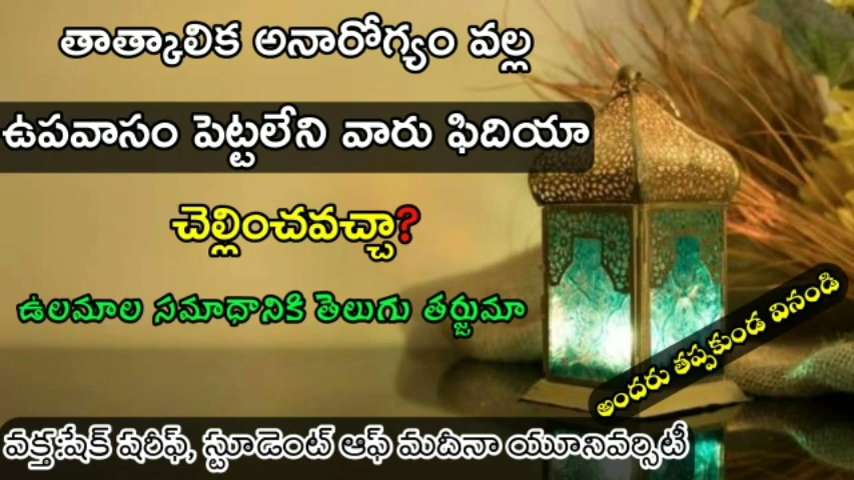 తాత్కాలిక అనారోగ్యం వల్ల
ఉపవాసం పెట్టలేని వారు ఫిదియా
చెల్లించవచ్చా?
ఉలమాల సమాధానికి తెలుగు తర్జుమా
అందరు తప్పకుండ వినండి
వక్త:షేక్ షరీఫ్, స్టూడెంట్ ఆఫ్ మదీనా యూనివర్సిటీ